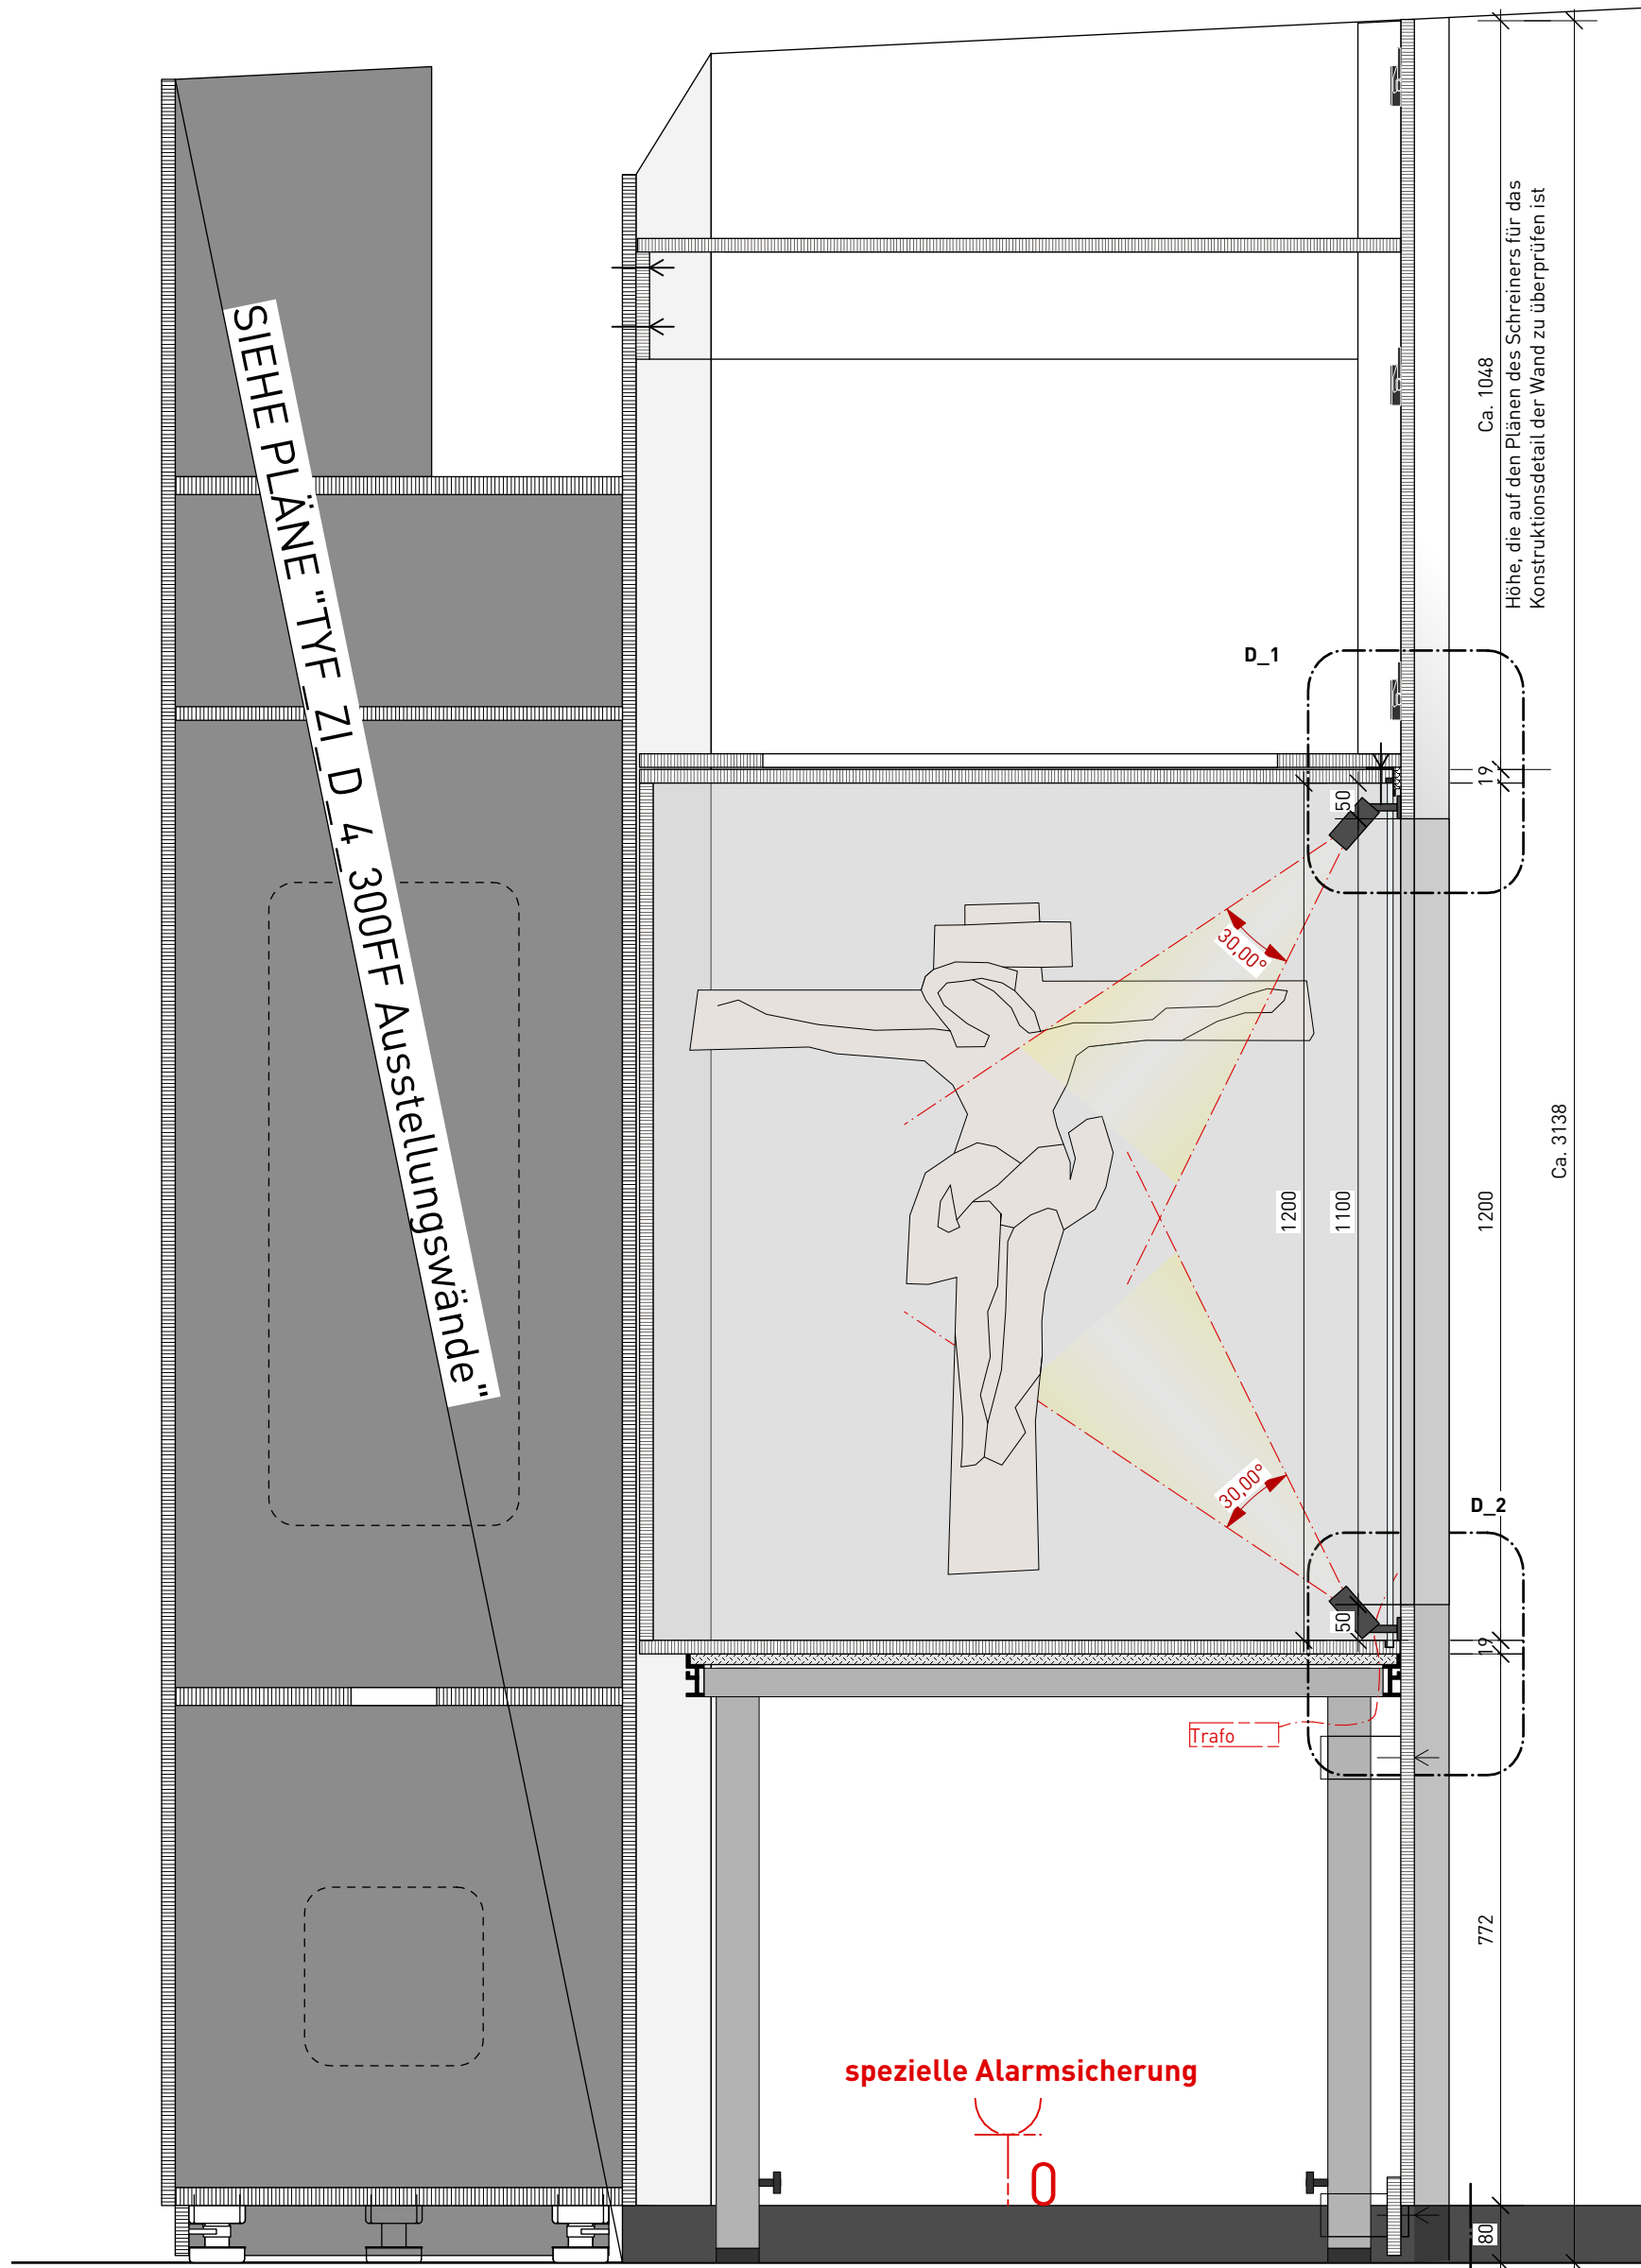 SIEHE PLÄNE "TYF_ZI_D_4_300FF Ausstellungswände"
Ca. 1048
Höhe, die auf den Plänen des Schreiners für das
Konstruktionsdetail der Wand zu überprüfen ist
D_1
19
50
30,00°
Ca. 3138
1200
1100
1200
30,00°
D_2
50
19
Trafo
772
spezielle Alarmsicherung
80